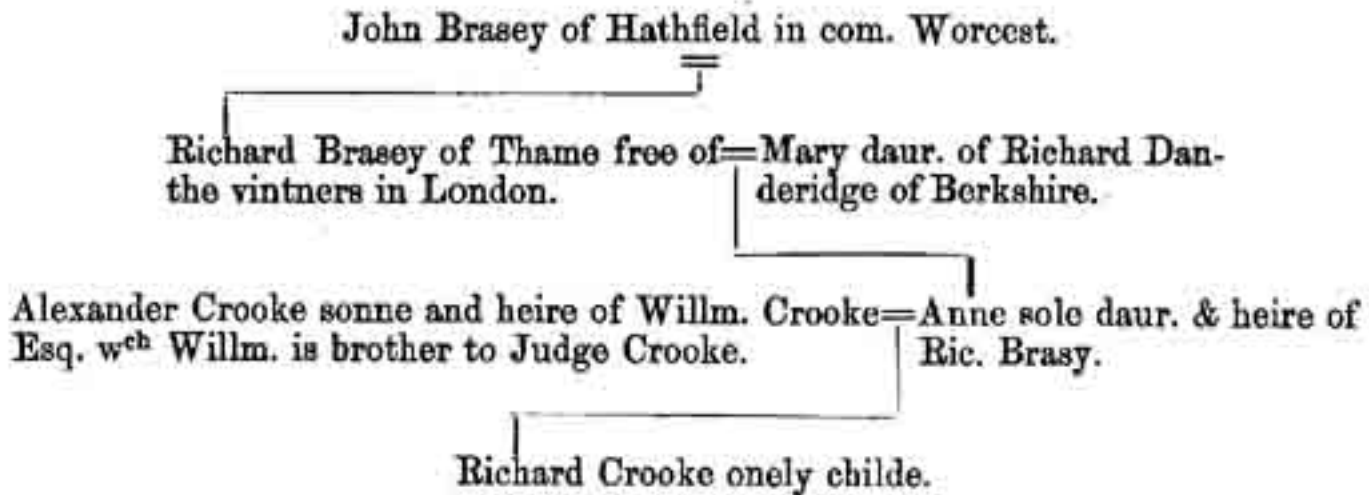 John Brasey of Hathfield in com. Worcest.
Richard Brasey of Thame free of=Mary daur. of Richard Dan-
the vintners in London. deridge of Berkshire.
Alexander Crooke sonne and heire of Willm. Crooke=Anne sole daur. & heire of
Esq. wch Willm. is brother to Judge Crooke. Ric. Brasy.
Richard Crooke onely childe.